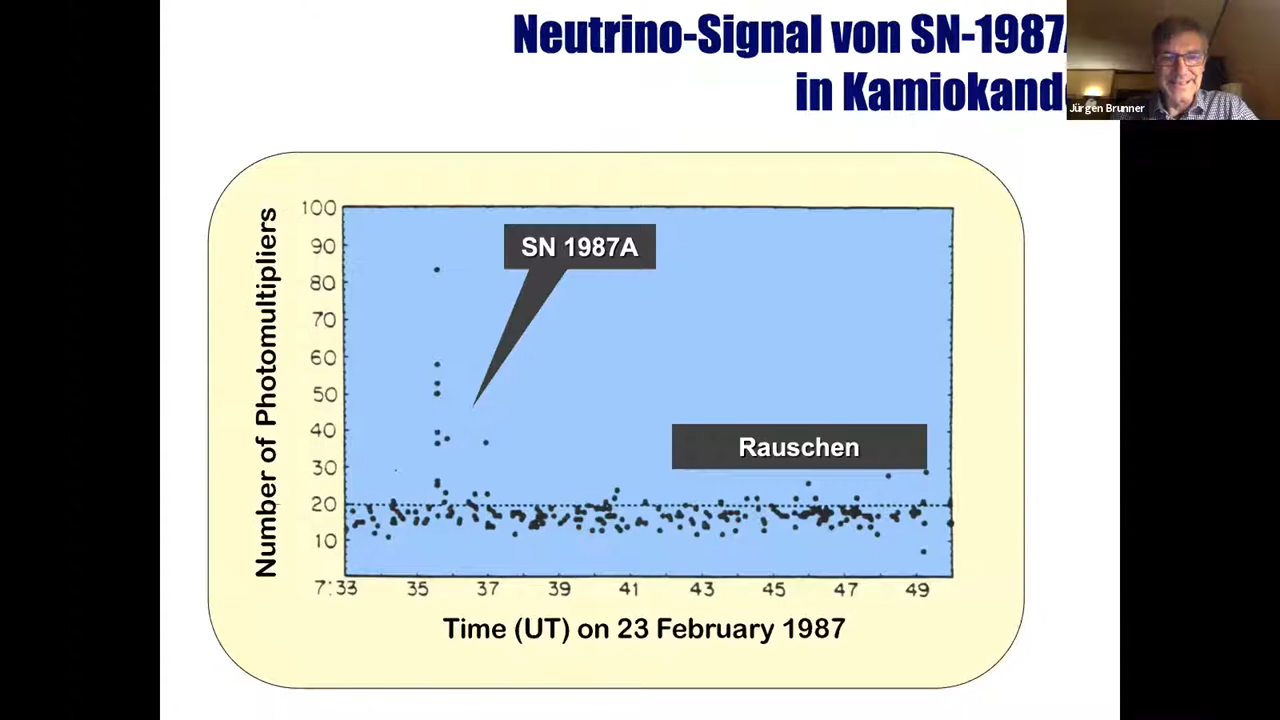 Neutrino-Signal von SN-1987
in Kamiokand
Jürgen Brunner
Number of Photomultipliers
100
90
80
70
60
50
40
30
20
10
SN 1987A
Rauschen
7:33 35 37 39 41 43 45 47 49
Time (UT) on 23 February 1987